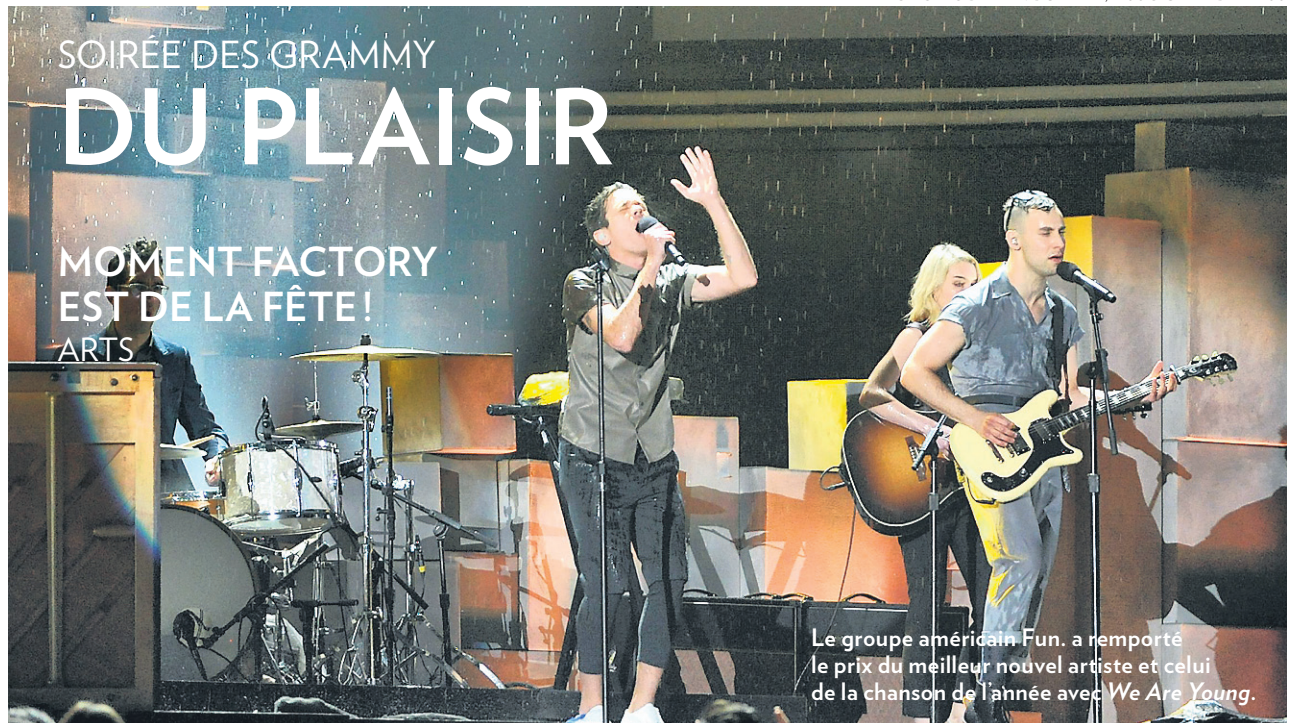 SOIRÉE DES GRAMMY
DU PLAISIR
MOMENT FACTORY
EST DE LA FÊTE!
ARTS
Le groupe américain Fun. a remporté
le prix du meilleur nouvel artiste et celui
de la chanson de l'année avec We Are Young.